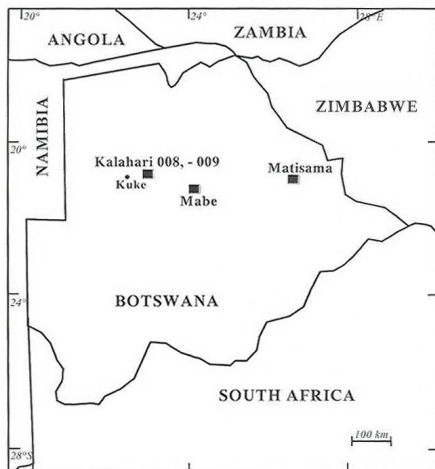 20°
24°
28°E
ANGOLA
ZAMBIA
ZIMBABWE
NAMIBIA
20°
Kalahari 008, - 009
Matisama
Kuke
Mabe
24°
BOTSWANA
SOUTH AFRICA
100 km
28°S